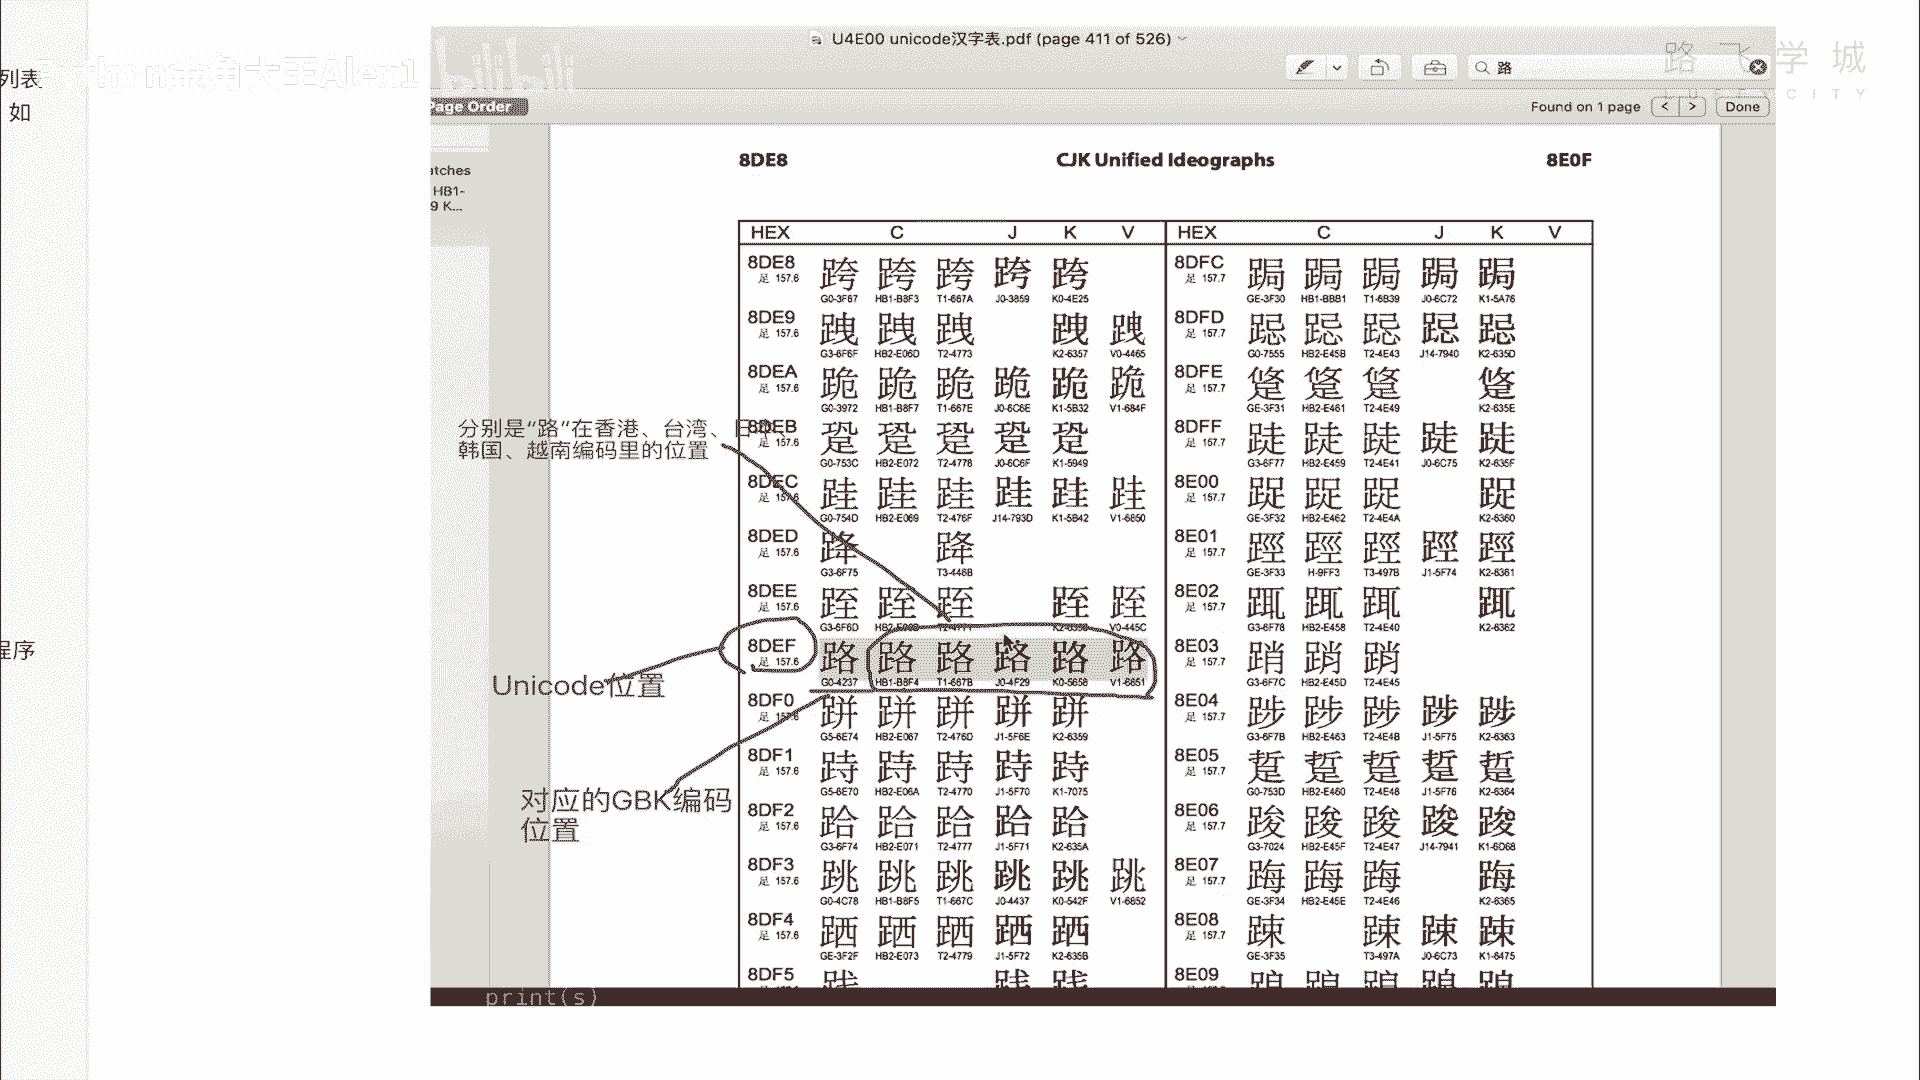 列表
如
程序
路飞学城
bilibili
U4E00 unicode汉字表.pdf (page 411 of 526)
路
Page Order
Found on 1 page
Done
atches
HB1-
9 K...
8DE8 CJK Unified Ideographs 8E0F
HEX C J K V
8DE8 跨 跨 跨 跨 跨
足 157.6 G0-3F67 HB1-B8F3 T1-667A J0-3859 K0-4E25
8DE9 跩 跩 跩 跩 跩
足 157.6 G3-6F6F HB2-E06D T2-4773 K2-6357 V0-4465
8DEA 跪 跪 跪 跪 跪 跪
足 157.6 G0-3972 HB1-B8F7 T1-667E J0-6C6E K1-5B32 V1-684F
8DEB 跫 跫 跫 跫 跫
足 157.6 G0-753C HB2-E072 T2-4778 J0-6C6F K1-5949
8DEC 跬 跬 跬 跬 跬 跬
足 157.6 G0-754D HB2-E069 T2-476F J14-793D K1-5B42 V1-6850
8DED 跭 跭
足 157.6 G3-6F75 T3-446B
8DEE 跮 跮 跮 跮 跮
足 157.6 G3-6F6D T2-4771 V0-445C
8DEF 路 路 路 路 路 路
足 157.6 G0-4237 HB1-B8F4 T1-667B J0-4F29 K0-5658 V1-6851
8DF0 跰 跰 跰 跰 跰
足 157.6 G5-6E74 HB2-E067 T2-476D J1-5F6E K2-6359
8DF1 跱 跱 跱 跱 跱
足 157.6 G5-6E70 HB2-E06A T2-4770 J1-5F70 K1-7075
8DF2 跲 跲 跲 跲 跲
足 157.6 G3-6F74 HB2-E071 T2-4777 J1-5F71 K2-635A
8DF3 跳 跳 跳 跳 跳 跳
足 157.6 G0-4C78 HB1-B8F5 T1-667C J0-4437 K0-542F V1-6852
8DF4 跴 跴 跴 跴 跴
足 157.6 GE-3F2F HB2-E073 T2-4779 J1-5F72 K2-635B
8DF5 践 践 践
HEX C J K V
8DFC 跼 跼 跼 跼 跼
足 157.7 GE-3F30 HB1-BBB1 T1-6B39 J0-6C72 K1-5A76
8DFD 跽 跽 跽 跽 跽
足 157.7 G0-7555 HB2-E45B T2-4E43 J14-7940 K2-635D
8DFE 跾 跾 跾 跾
足 157.7 GE-3F31 HB2-E461 T2-4E49 K2-635E
8DFF 跿 跿 跿 跿 跿
足 157.7 G3-6F77 HB2-E459 T2-4E41 J0-6C75 K2-635F
8E00 踀 踀 踀 踀
足 157.7 GE-3F32 HB2-E462 T2-4E4A K2-6360
8E01 踁 踁 踁 踁 踁
足 157.7 GE-3F33 H-9FF3 T3-497B J1-5F74 K2-6361
8E02 踂 踂 踂 踂
足 157.7 G3-6F78 HB2-E458 T2-4E40 K2-6362
8E03 踃 踃 踃
足 157.7 G3-6F7C HB2-E45D T2-4E45
8E04 踄 踄 踄 踄 踄
足 157.7 G3-6F7B HB2-E463 T2-4E4B J1-5F75 K2-6363
8E05 踅 踅 踅 踅 踅
足 157.7 G0-753D HB2-E460 T2-4E48 J1-5F76 K2-6364
8E06 踆 踆 踆 踆 踆
足 157.7 G3-7024 HB2-E45F T2-4E47 J14-7941 K1-6D68
8E07 踇 踇 踇 踇
足 157.7 GE-3F34 HB2-E45E T2-4E46 K2-6365
8E08 踈 踈 踈 踈
足 157.7 GE-3F35 T3-497A J0-6C73 K1-6475
8E09 踉 踉 踉 踉 踉
分别是“路”在香港、台湾、日本
韩国、越南编码里的位置
Unicode位置
对应的GBK编码
位置
print(s)